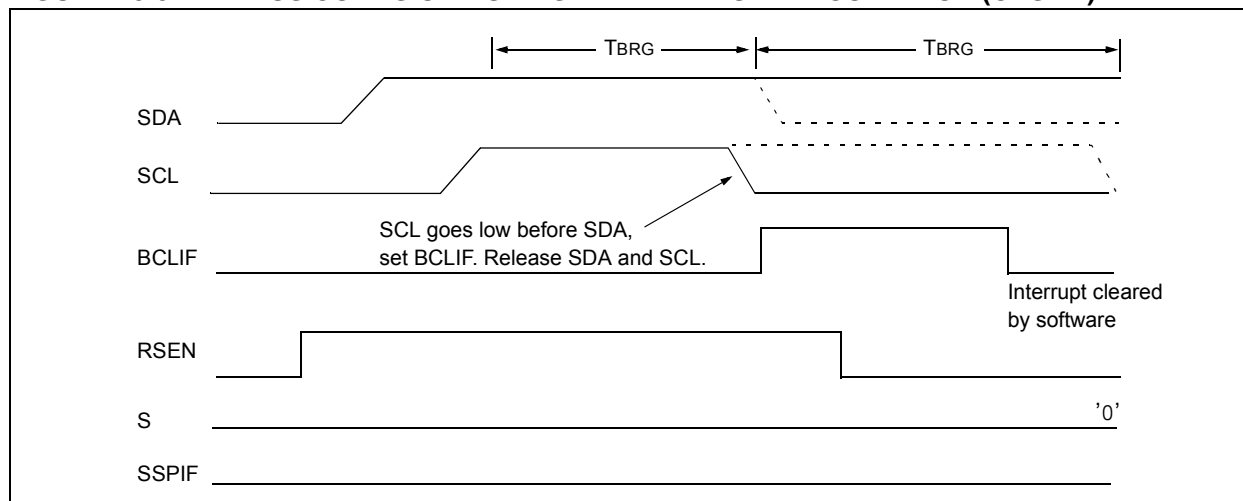 TBRG TBRG
SDA
SCL
SCL goes low before SDA,
set BCLIF. Release SDA and SCL.
BCLIF
Interrupt cleared
by software
RSEN
S '0'
SSPIF